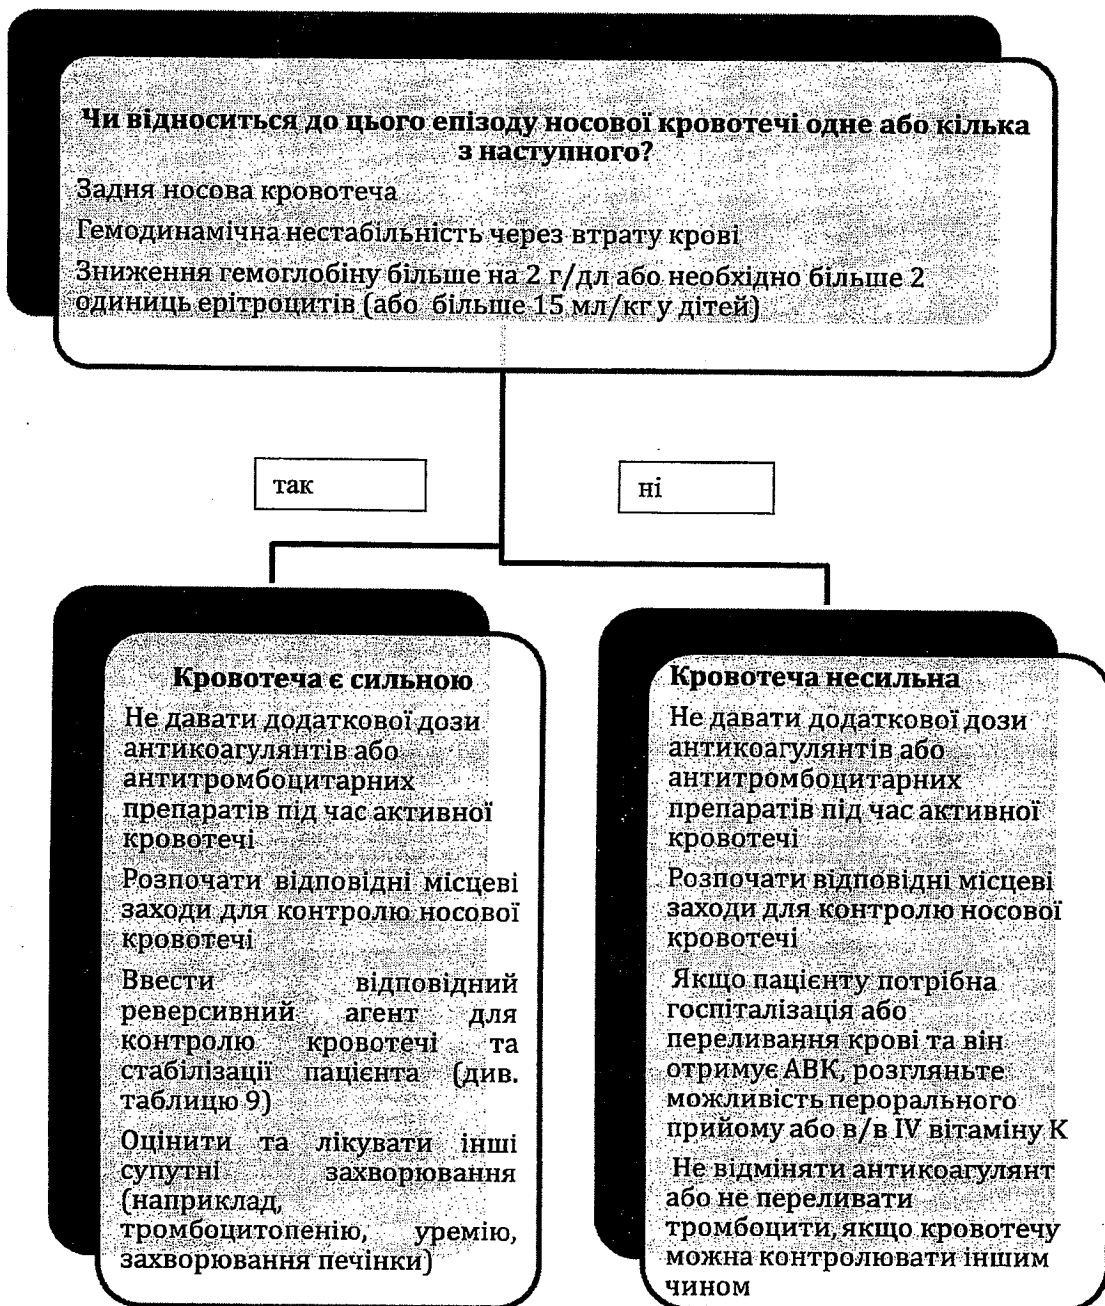 Чи відноситься до цього епізоду носової кровотечі одне або кілька
з наступного?
Задня носова кровотеча
Гемодинамічна нестабільність через втрату крові
Зниження гемоглобіну більше на 2 г/дл або необхідно більше 2
одиниць ерітроцитів (або більше 15 мл/кг у дітей)
так
ні
Кровотеча є сильною
Не давати додаткової дози
антикоагулянтів або
антитромбоцитарних
препаратів під час активної
кровотечі
Розпочати відповідні місцеві
заходи для контролю носової
кровотечі
Ввести відповідний
реверсивний агент для
контролю кровотечі та
стабілізації пацієнта (див.
таблицю 9)
Оцінити та лікувати інші
супутні захворювання
(наприклад,
тромбоцитопенію, уремію,
захворювання печінки)
Кровотеча несильна
Не давати додаткової дози
антикоагулянтів або
антитромбоцитарних
препаратів під час активної
кровотечі
Розпочати відповідні місцеві
заходи для контролю носової
кровотечі
Якщо пацієнту потрібна
госпіталізація або
переливання крові та він
отримує АВК, розгляньте
можливість перорального
прийому або в/в IV вітаміну К
Не відміняти антикоагулянт
або не переливати
тромбоцити, якщо кровотечу
можна контролювати іншим
чином